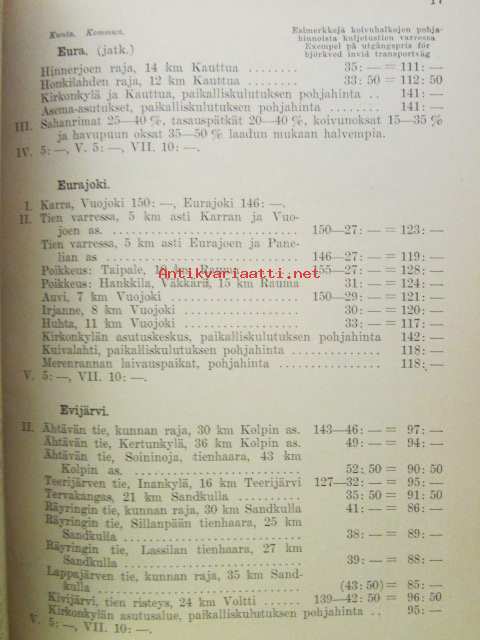 17
Kunta. Kommun.
Esimerkkejä koivuhalkojen pohja-
hinnoista kuljetustien varressa
Exempel på utgångspris för
björkved invid transportväg
Eura. (jatk.)
Hinnerjoen raja, 14 km Kauttua ........ 35: — = 111: —
Honkilahden raja, 12 km Kauttua ........ 33: 50 = 112: 50
Kirkonkylä ja Kauttua, paikalliskulutuksen pohjahinta .. 141: —
Asema-asutukset, paikalliskulutuksen pohjahinta ........ 141: —
III. Sahanrimat 25—40 %, tasauspätkät 20—40 %, koivunoksat 15—35 %
ja havupuun oksat 35—50 % laadun mukaan halvempia.
IV. 5: —, V. 5: —, VII. 10: —.
Eurajoki.
I. Karra, Vuojoki 150: —, Eurajoki 146: —.
II. Tien varressa, 5 km asti Karran ja Vuo-
joen as. .......................... 150—27: — = 123: —
Tien varressa, 5 km asti Eurajoen ja Pane-
lian as ........................... 146—27: — = 119: —
Poikkeus: Taipale, km Rauma 155—27: — = 128: —
Antikvariaatti.net
Poikkeus: Hankkila, Väkkärä, 15 km Rauma 31: — = 124: —
Auvi, 7 km Vuojoki ................ 150—29: — = 121: —
Irjanne, 8 km Vuojoki .............. 30: — = 120: —
Huhta, 11 km Vuojoki .............. 33: — = 117: —
Kirkonkylän asutuskeskus, paikalliskulutuksen pohjahinta 142: —
Kuivalahti, paikalliskulutuksen pohjahinta ................ 118: —
Merenrannan laivauspaikat, pohjahinta .................. 118: —
V. 5: —, VII. 10: —.
Evijärvi.
II. Ähtävän tie, kunnan raja, 30 km Kolpin as. 143—46: — = 97: —
Ähtävän tie, Kertunkylä, 36 km Kolpin as. 49: — = 94: —
Ähtävän tie, Soininoja, tienhaara, 43 km
Kolpin as. ........................ 52: 50 = 90: 50
Teerijärven tie, Inankylä, 16 km Teerijärvi 127—32: — = 95: —
Tervakangas, 21 km Sandkulla .......... 35: 50 = 91: 50
Räyringin tie, kunnan raja, 30 km Sandkulla 41: — = 86: —
Räyringin tie, Sillanpään tienhaara, 25 km
Sandkulla ........................ 38: — = 89: —
Räyringin tie, Lassilan tienhaara, 27 km
Sandkulla ........................ 39: — = 88: —
Lappajärven tie, kunnan raja, 35 km Sand-
kulla ............................ (43: 50) = 85: —
Kivijärvi, tien risteys, 24 km Voltti ...... 139—42: 50 = 96: 50
Kirkonkylän asutusalue, paikalliskulutuksen pohjahinta .. 95: —
V. 5: —, VII. 10: —.